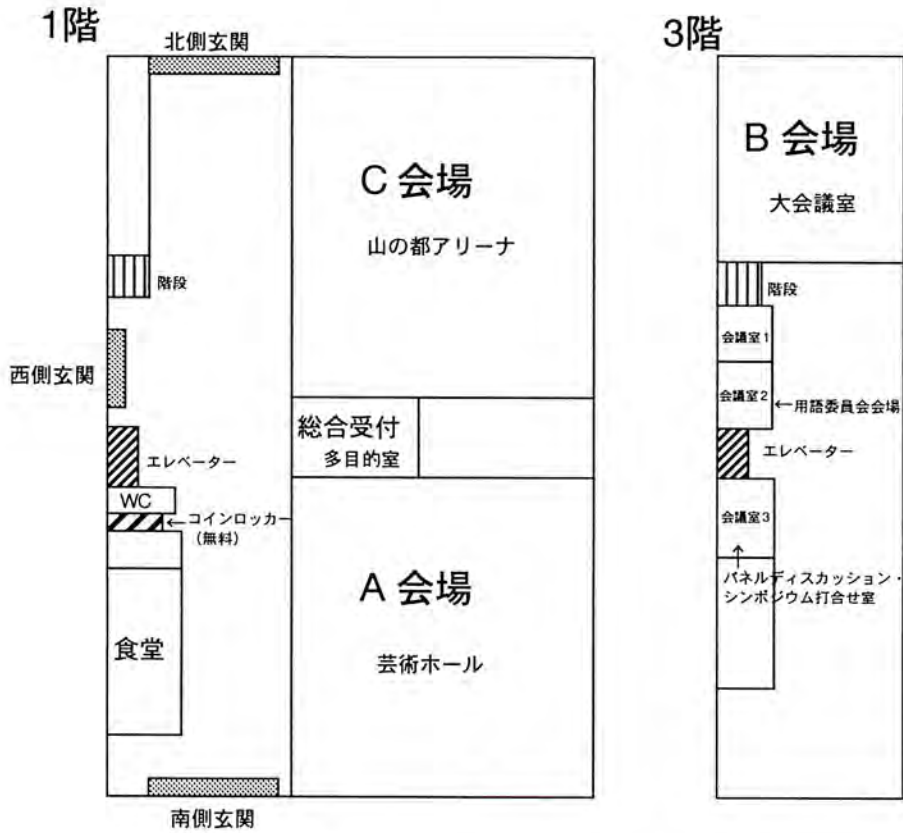 1階
北側玄関
C 会場
山の都アリーナ
階段
西側玄関
総合受付
多目的室
エレベーター
WC
←コインロッカー
(無料)
A 会場
食堂
芸術ホール
南側玄関
3階
B 会場
大会議室
階段
会議室1
会議室2
←用語委員会会場
エレベーター
会議室3
↑
パネルディスカッション・
シンポジウム打合せ室